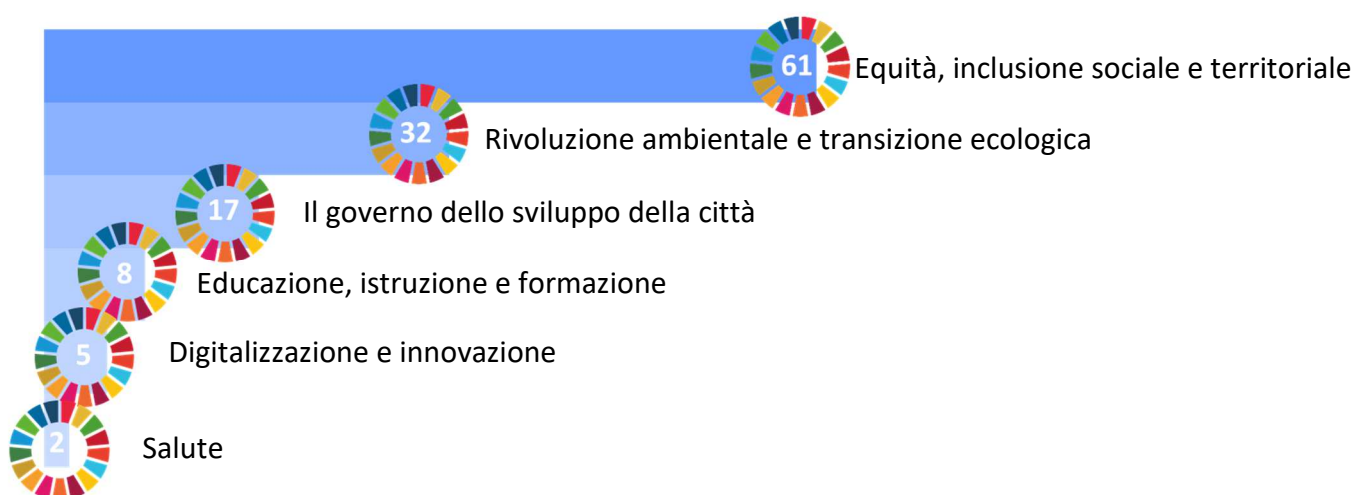 61 Equità, inclusione sociale e territoriale
32 Rivoluzione ambientale e transizione ecologica
17 Il governo dello sviluppo della città
8 Educazione, istruzione e formazione
5 Digitalizzazione e innovazione
2 Salute